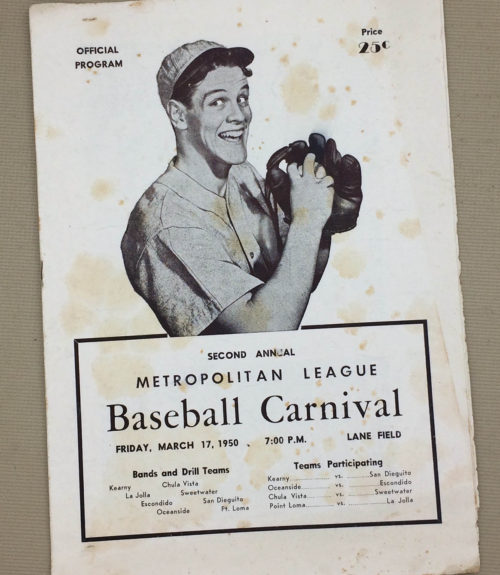 OFFICIAL
PROGRAM
Price
25c
SECOND ANNUAL
METROPOLITAN LEAGUE
Baseball Carnival
FRIDAY, MARCH 17, 1950 . 7:00 P.M. LANE FIELD
Bands and Drill Teams
Kearny Chula Vista
La Jolla Sweetwater
Escondido San Dieguito
Oceanside Ft. Loma
Teams Participating
Kearny vs. San Dieguito
Oceanside vs. Escondido
Chula Vista vs. Sweetwater
Point Loma vs. La Jolla